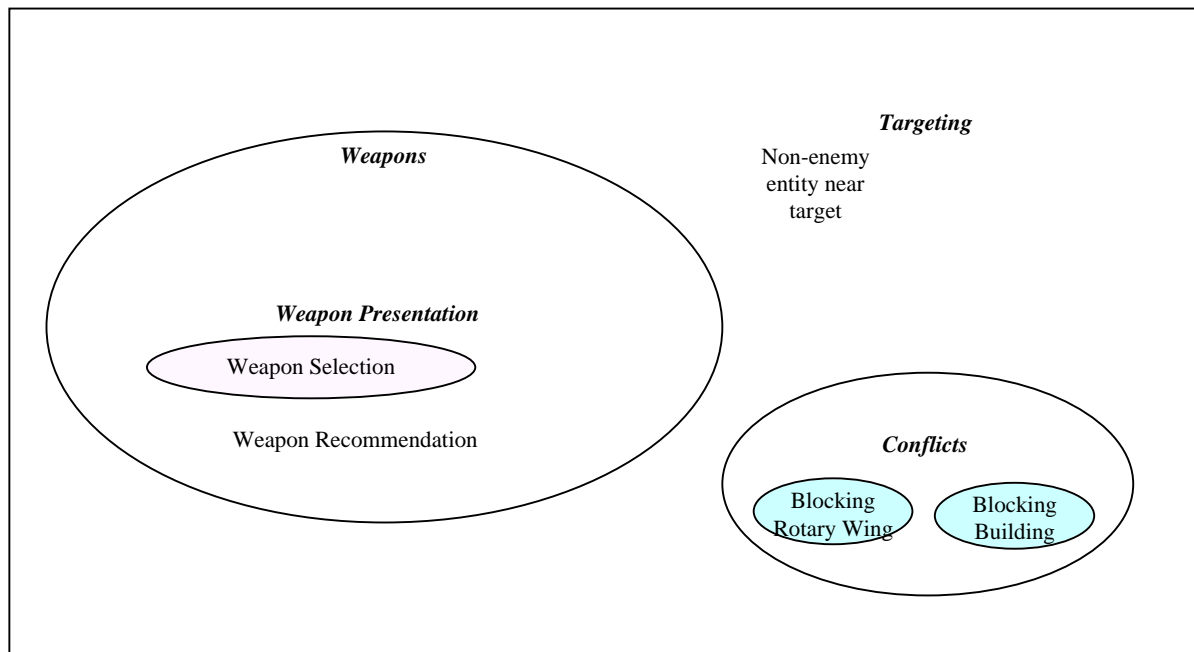 Targeting
Non-enemy
entity near
target
Weapons
Weapon Presentation
Weapon Selection
Weapon Recommendation
Conflicts
Blocking
Rotary Wing
Blocking
Building